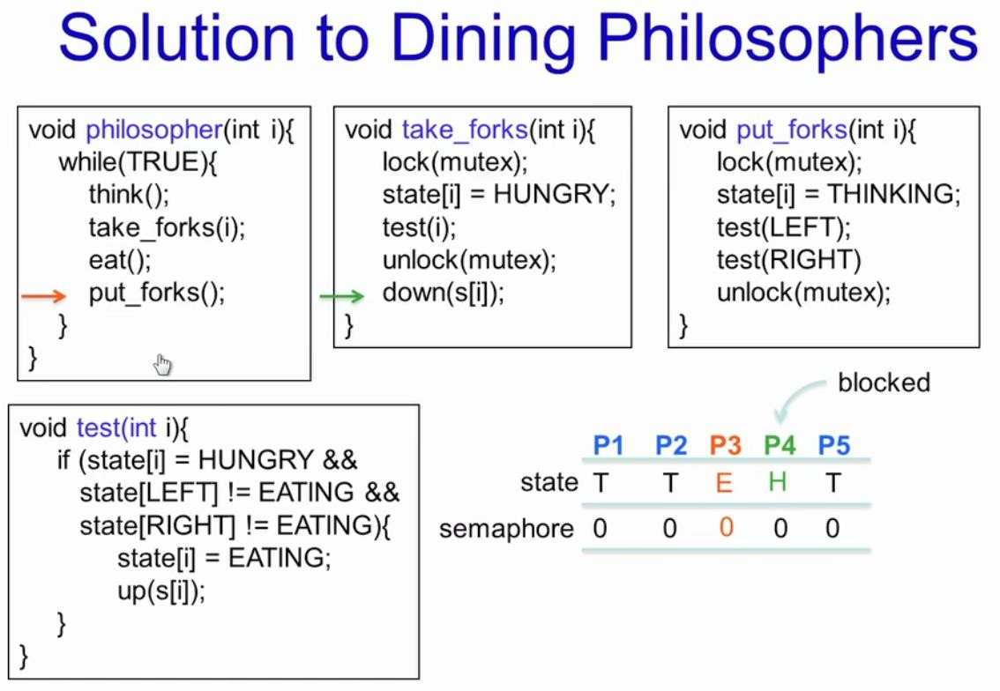 Solution to Dining Philosophers
void philosopher(int i){
while(TRUE){
think();
take_forks(i);
eat();
put_forks();
}
}
void take_forks(int i){
lock(mutex);
state[i] = HUNGRY;
test(i);
unlock(mutex);
down(s[i]);
}
void put_forks(int i){
lock(mutex);
state[i] = THINKING;
test(LEFT);
test(RIGHT)
unlock(mutex);
}
void test(int i){
if (state[i] = HUNGRY &&
state[LEFT] != EATING &&
state[RIGHT] != EATING){
state[i] = EATING;
up(s[i]);
}
}
blocked
P1 P2 P3 P4 P5
state T T E H T
semaphore 0 0 0 0 0